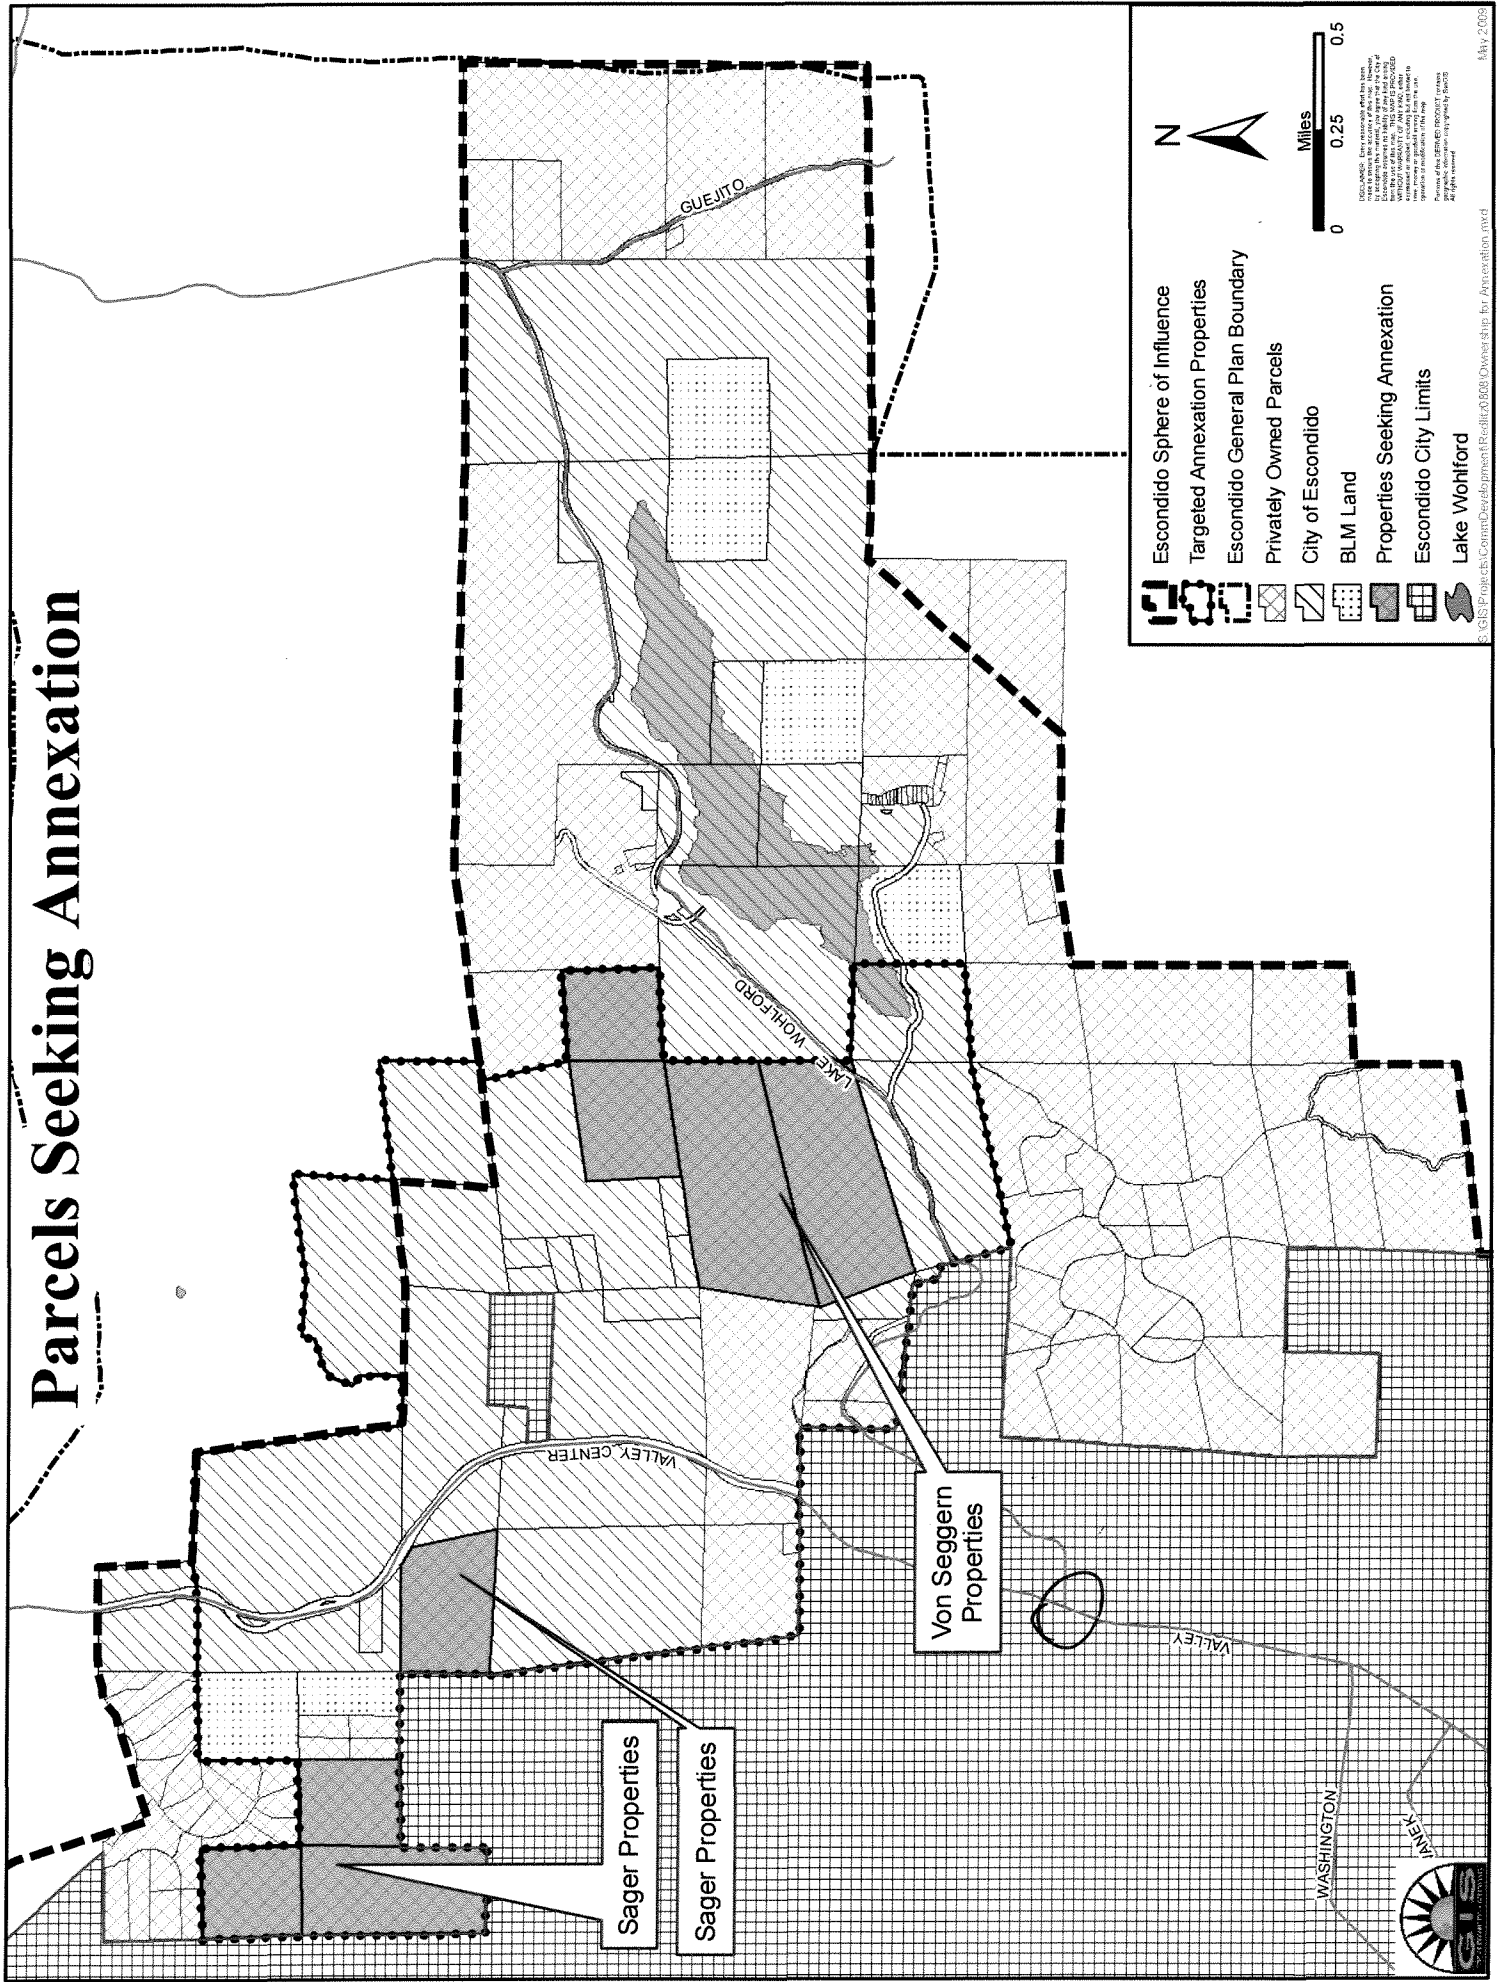 Parcels Seeking Annexation
GUEJITO
LAKE WOHLFORD
VALLEY CENTER
Von Seggern
Properties
Sager Properties
Sager Properties
VALLEY
WASHINGTON
JANEK
GIS
Escondido Sphere of Influence
Targeted Annexation Properties
Escondido General Plan Boundary
Privately Owned Parcels
City of Escondido
BLM Land
Properties Seeking Annexation
Escondido City Limits
Lake Wohlford
N
Miles
0 0.25 0.5
May 2009